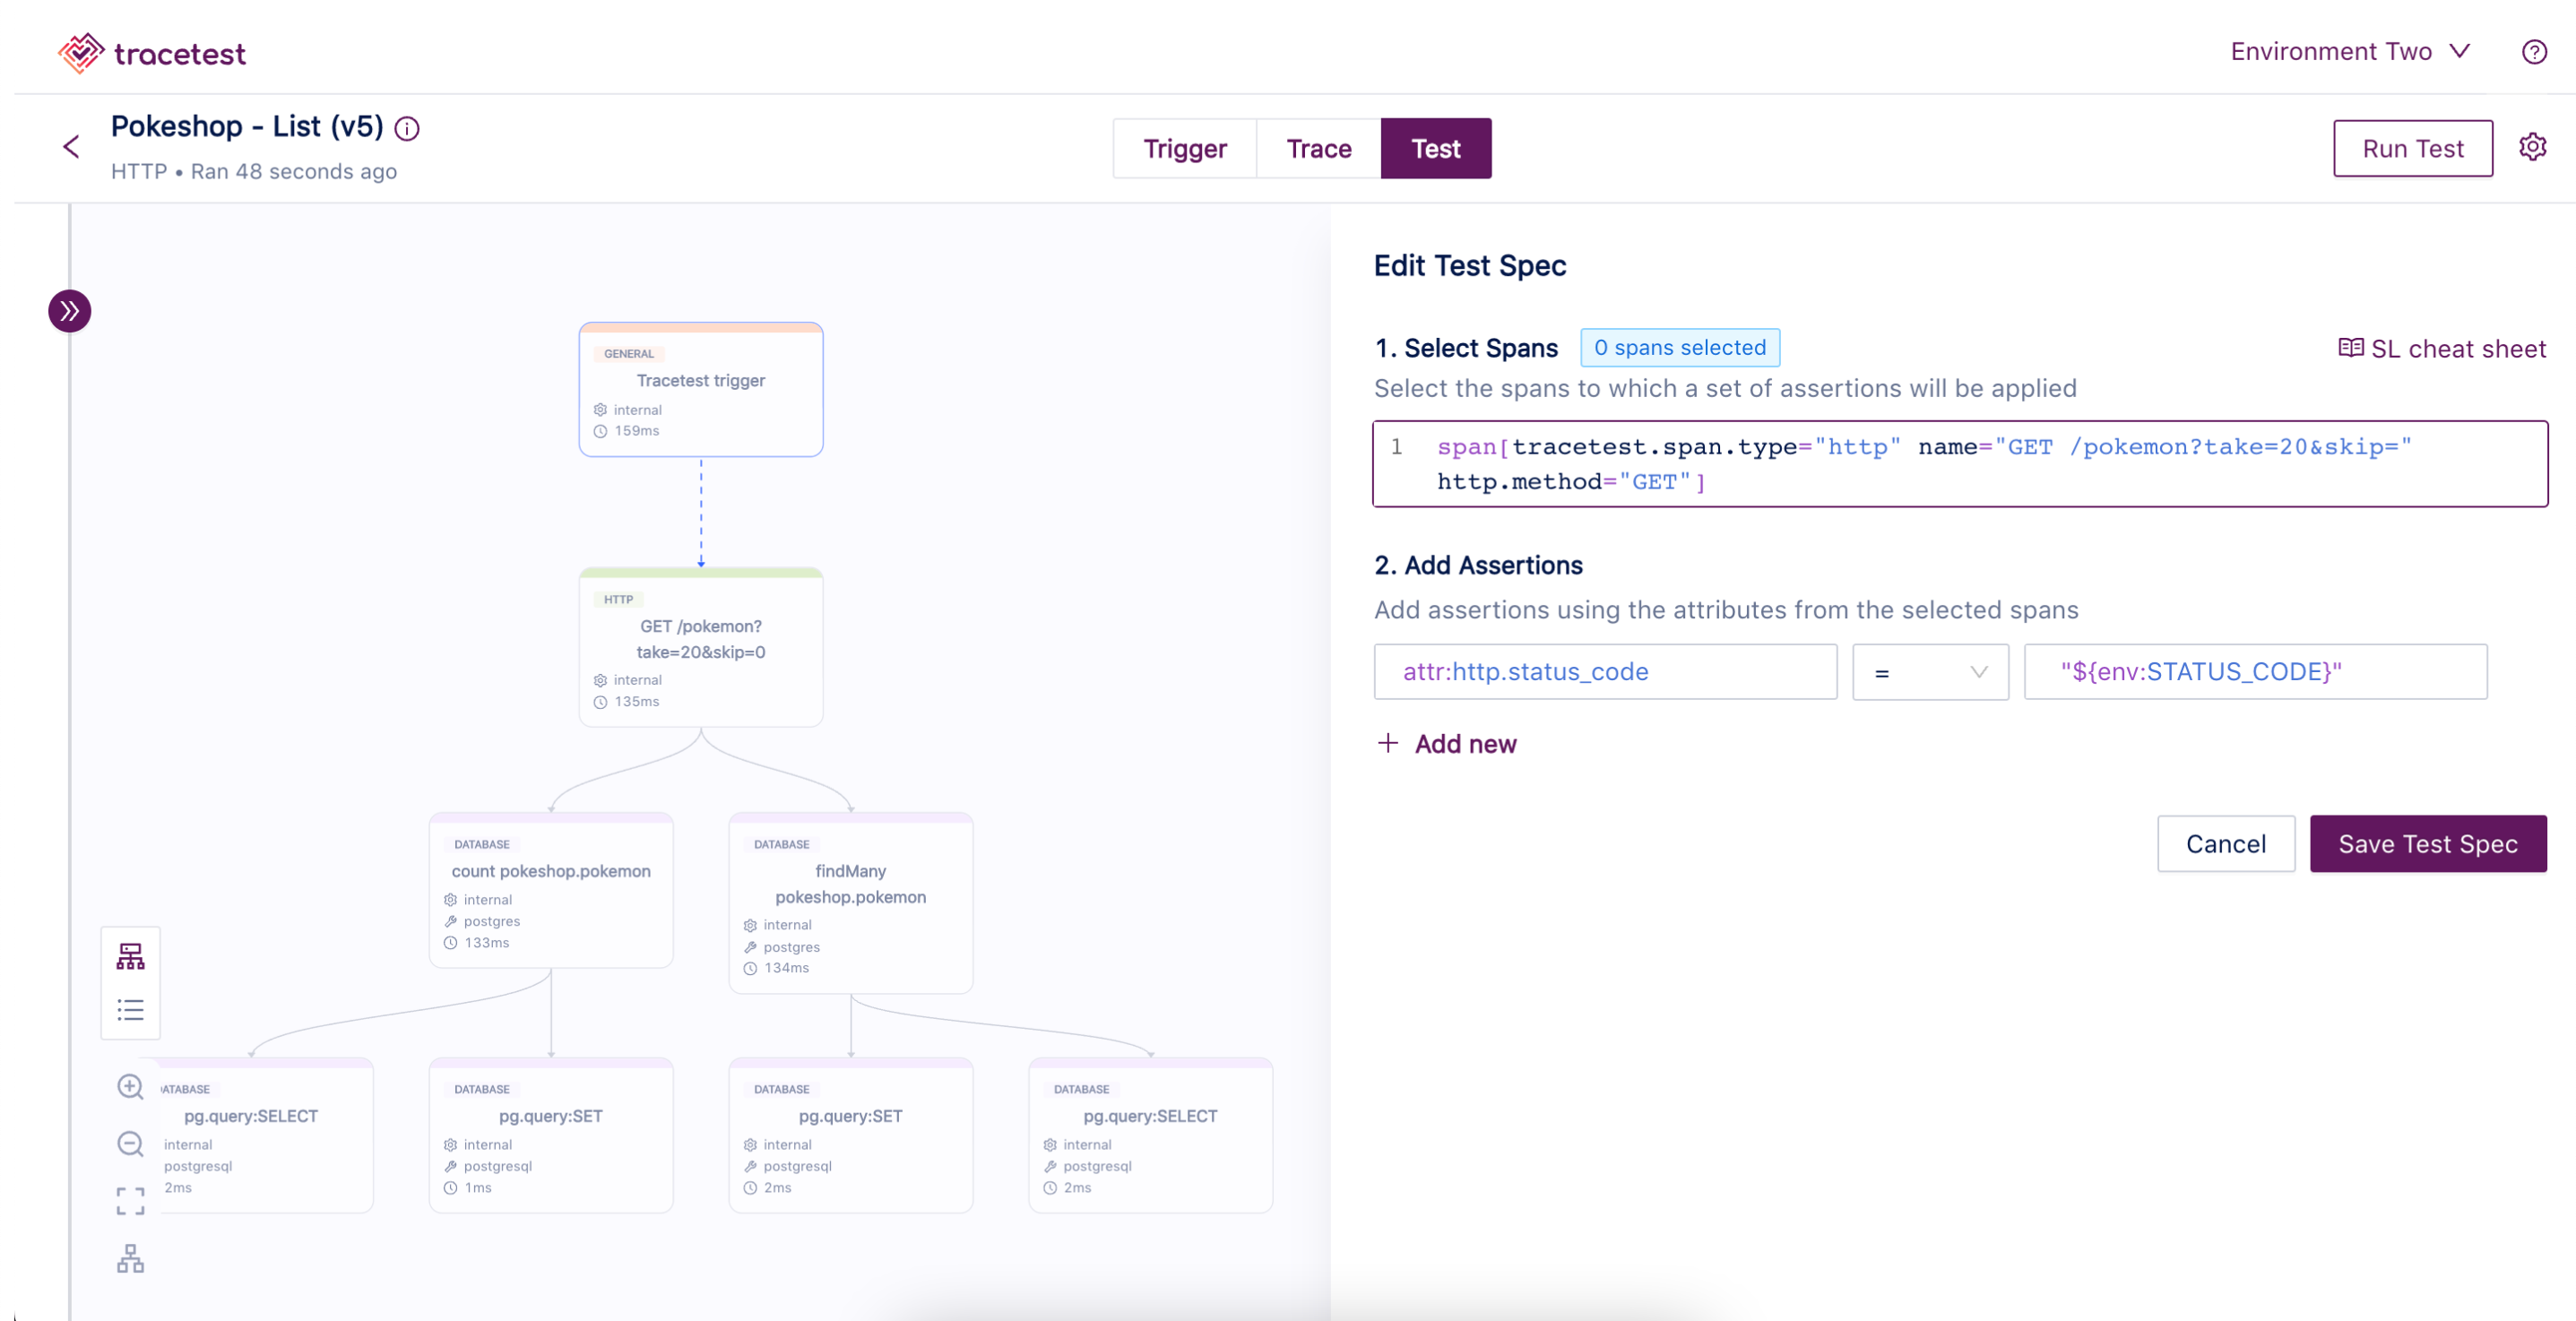 tracetest
Environment Two
Pokeshop - List (v5)
HTTP • Ran 48 seconds ago
Trigger
Trace
Test
Run Test
GENERAL
Tracetest trigger
internal
159ms
HTTP
GET /pokemon?
take=20&skip=0
internal
135ms
DATABASE
count pokeshop.pokemon
internal
postgres
133ms
DATABASE
findMany
pokeshop.pokemon
internal
postgres
134ms
ATABASE
pg.query:SELECT
internal
postgresql
2ms
DATABASE
pg.query:SET
internal
postgresql
1ms
DATABASE
pg.query:SET
internal
postgresql
2ms
DATABASE
pg.query:SELECT
internal
postgresql
2ms
Edit Test Spec
1. Select Spans
0 spans selected
SL cheat sheet
Select the spans to which a set of assertions will be applied
1 span[tracetest.span.type="http" name="GET /pokemon?take=20&skip="
http.method="GET"]
2. Add Assertions
Add assertions using the attributes from the selected spans
attr:http.status_code
=
"${env:STATUS_CODE}"
+ Add new
Cancel
Save Test Spec